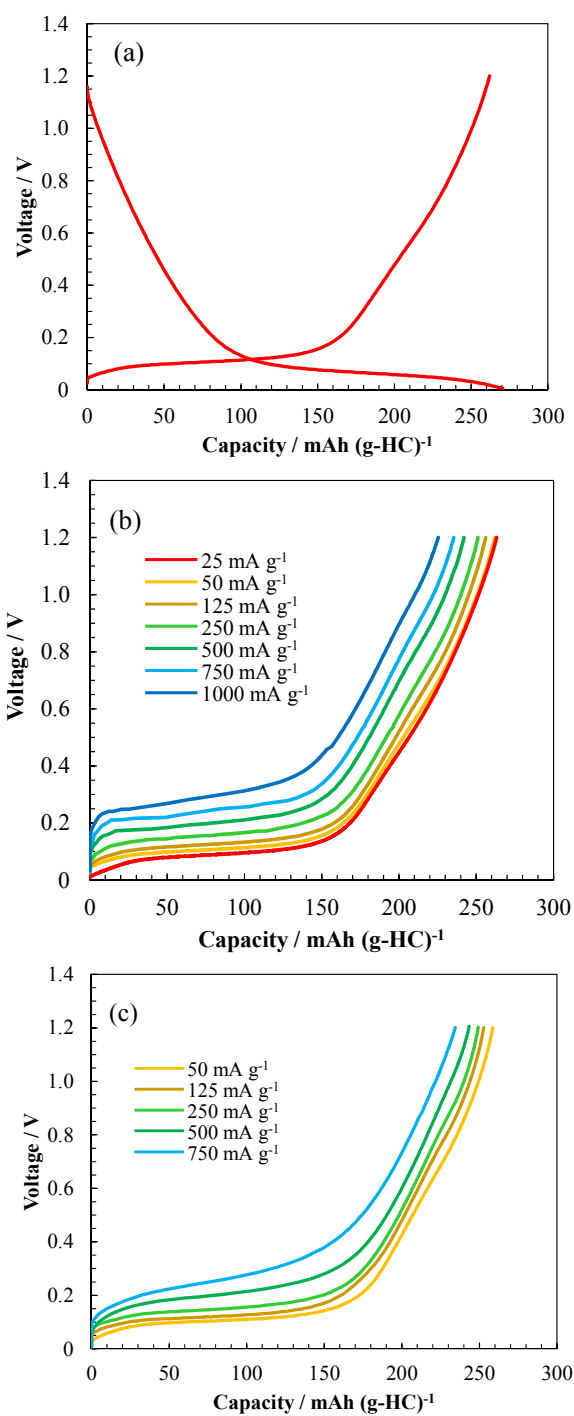 (a)
1.4
1.2
1.0
0.8
0.6
0.4
0.2
0
Voltage / V
0 50 100 150 200 250 300
Capacity / mAh (g-HC)-1
(b)
1.4
1.2
1.0
0.8
0.6
0.4
0.2
0
Voltage / V
25 mA g-1
50 mA g-1
125 mA g-1
250 mA g-1
500 mA g-1
750 mA g-1
1000 mA g-1
0 50 100 150 200 250 300
Capacity / mAh (g-HC)-1
(c)
1.4
1.2
1.0
0.8
0.6
0.4
0.2
0
Voltage / V
50 mA g-1
125 mA g-1
250 mA g-1
500 mA g-1
750 mA g-1
0 50 100 150 200 250 300
Capacity / mAh (g-HC)-1